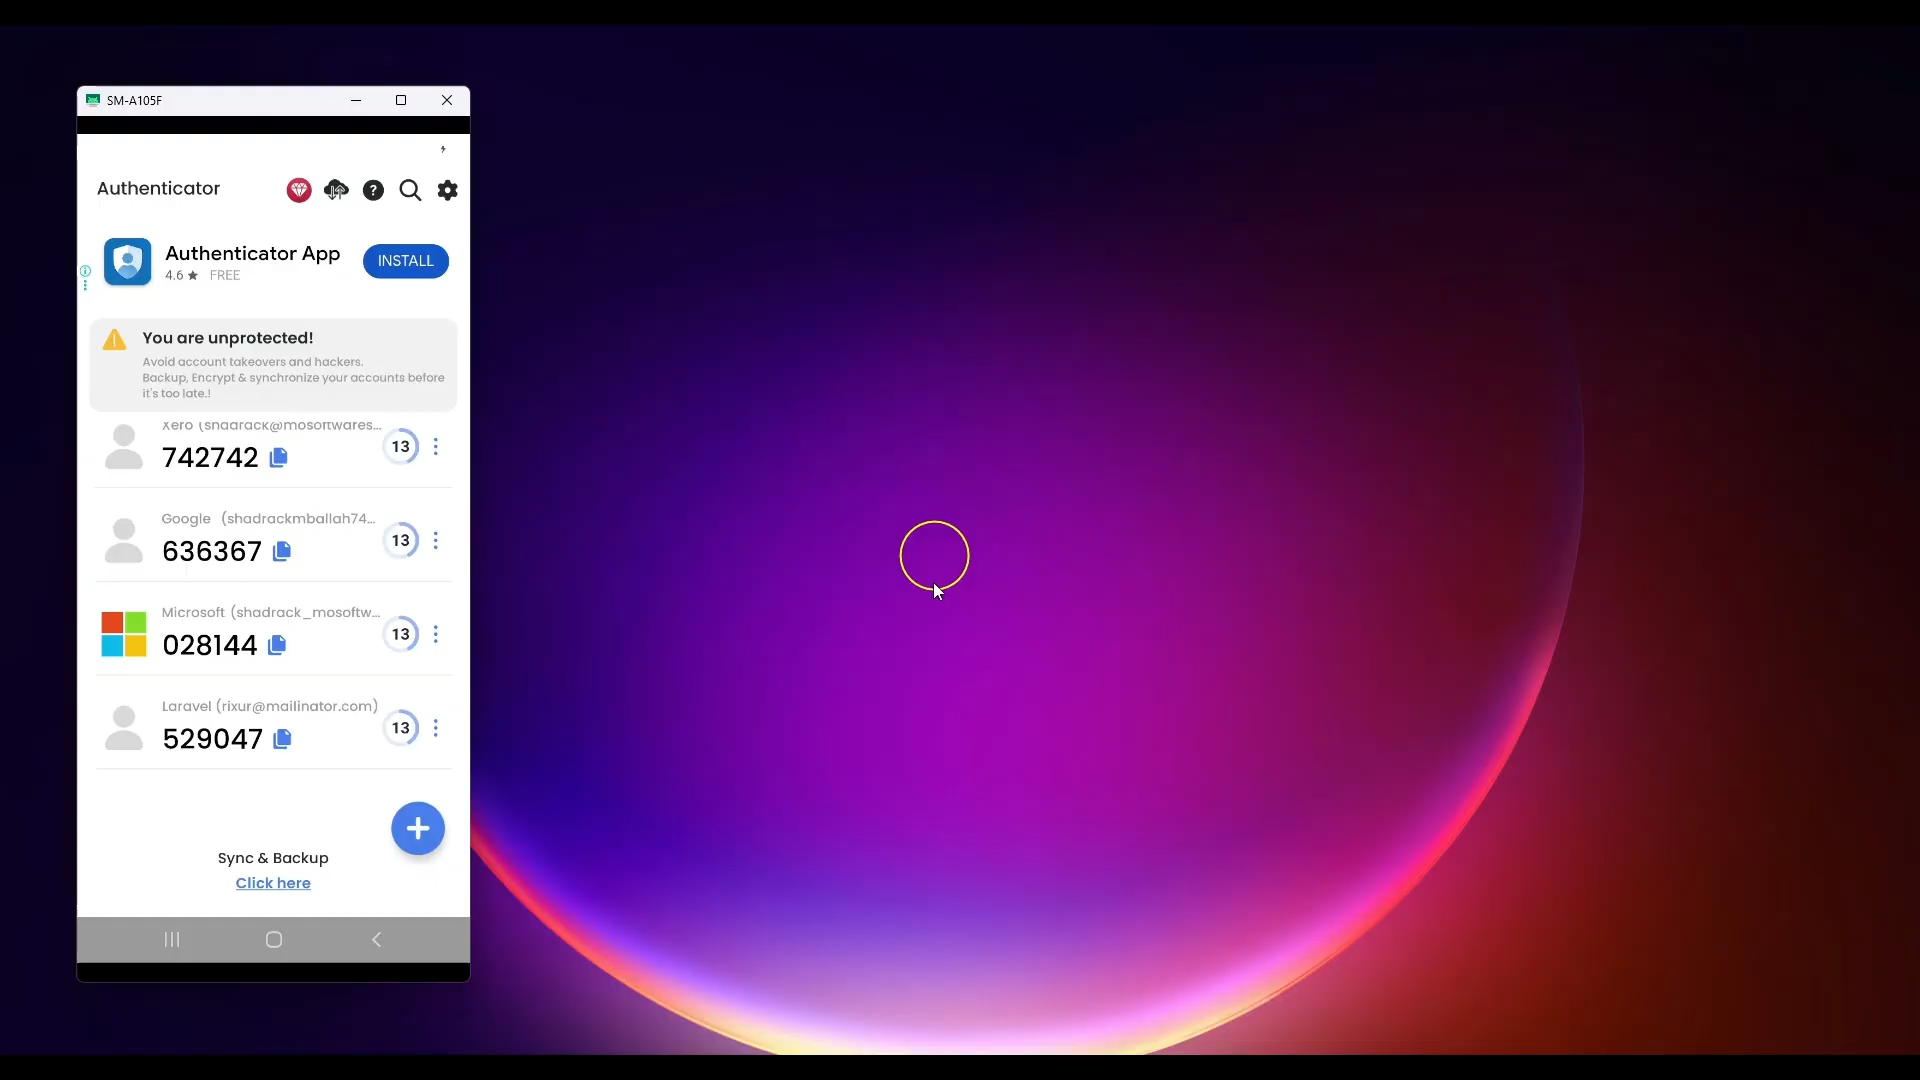 SM-A105F
Authenticator
Authenticator App
4.6 ★ FREE
INSTALL
You are unprotected!
Avoid account takeovers and hackers.
Backup, Encrypt & synchronize your accounts before
it's too late.!
Xero (shadrack@mosoftwares...
742742
13
Google (shadrackmballah74...
636367
13
Microsoft (shadrack_mosoftw...
028144
13
Laravel (rixur@mailinator.com)
529047
13
Sync & Backup
Click here